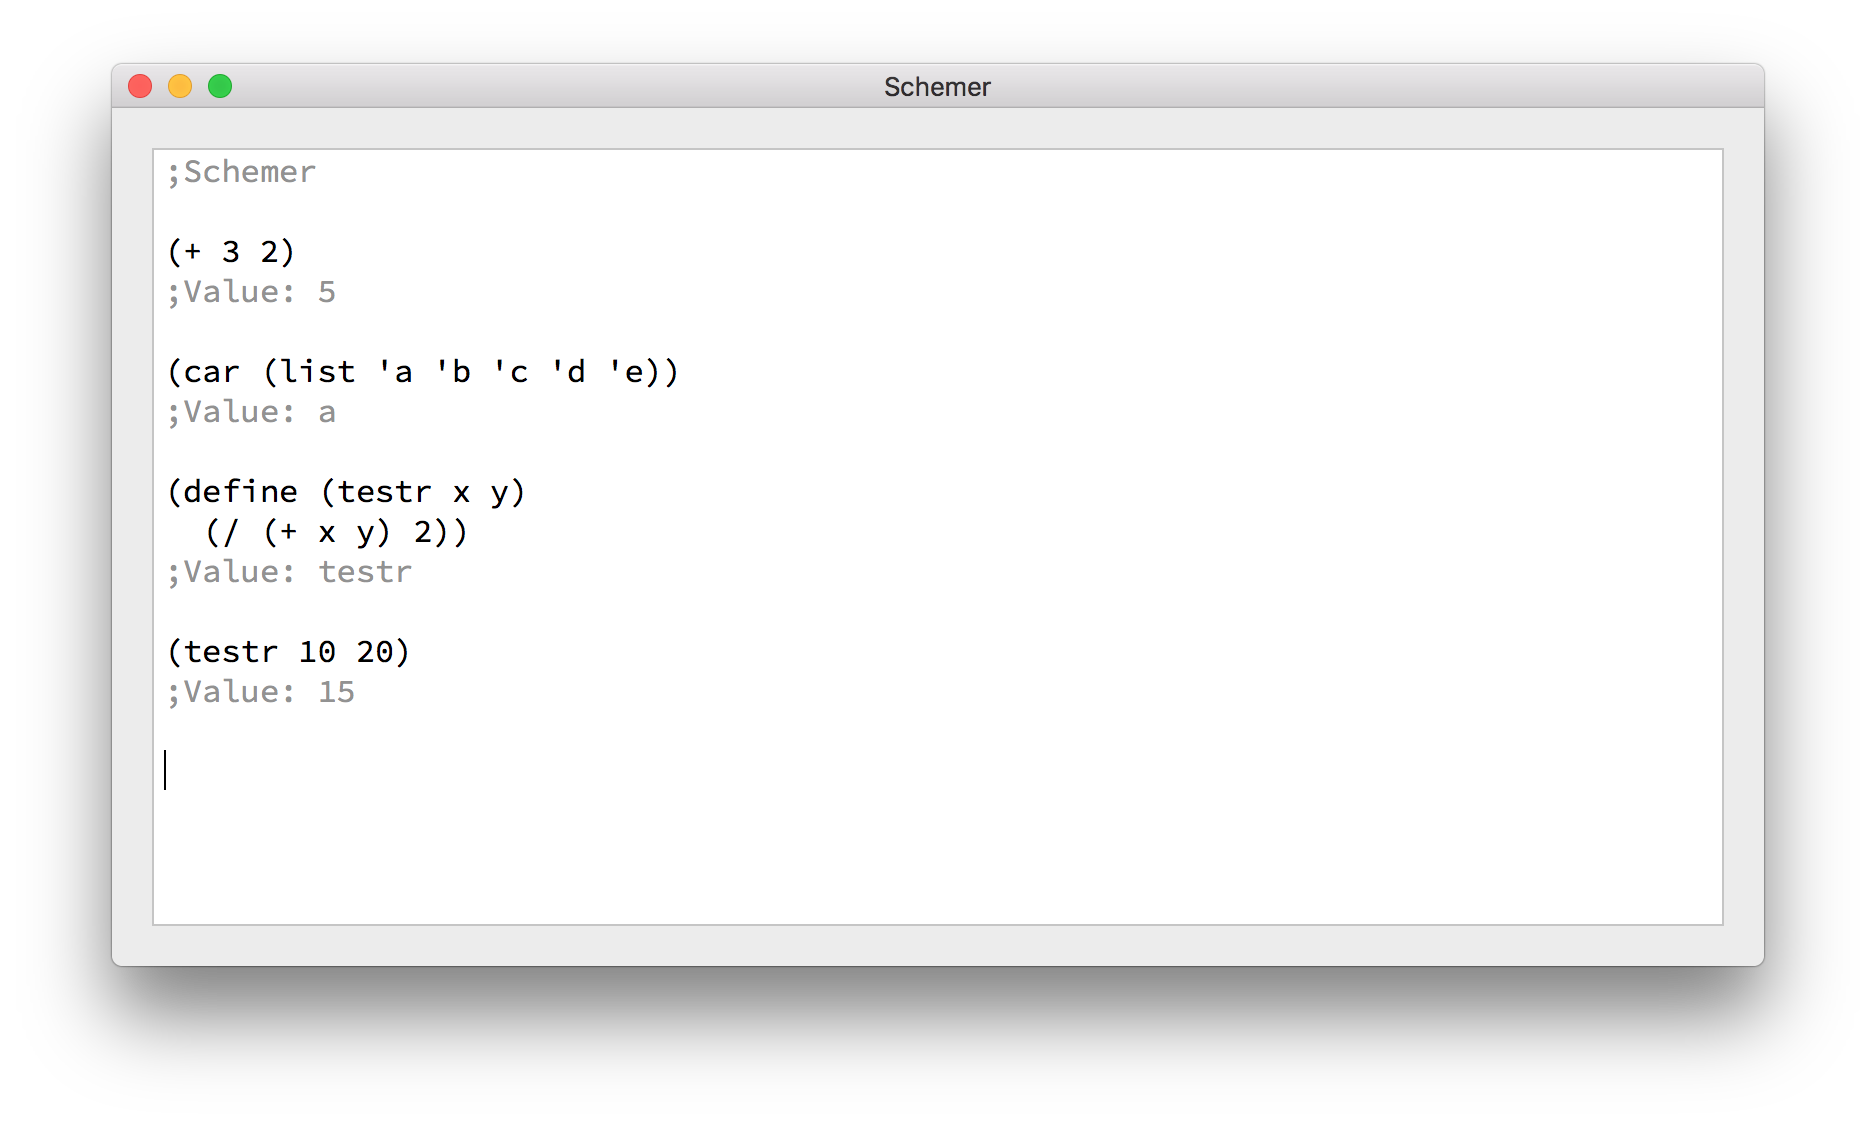 Schemer
;Schemer
(+ 3 2)
;Value: 5
(car (list 'a 'b 'c 'd 'e))
;Value: a
(define (testr x y)
  (/ (+ x y) 2))
;Value: testr
(testr 10 20)
;Value: 15